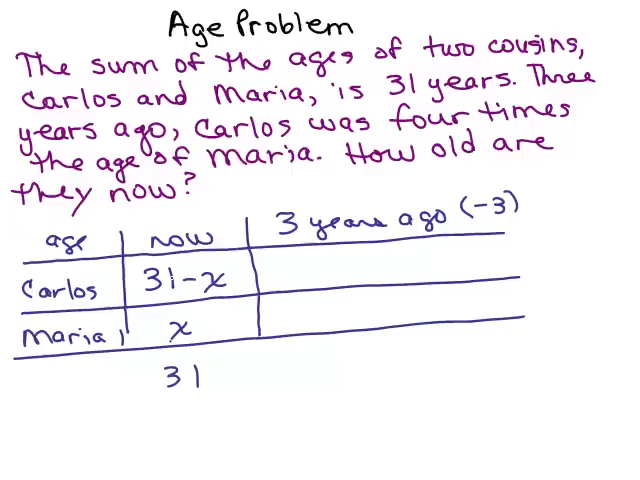 Age Problem
The sum of the ages of two cousins,
Carlos and Maria, is 31 years. Three
years ago, Carlos was four times
the age of Maria. How old are
they now?
age now 3 years ago (-3)
Carlos 31-x
Maria x
31